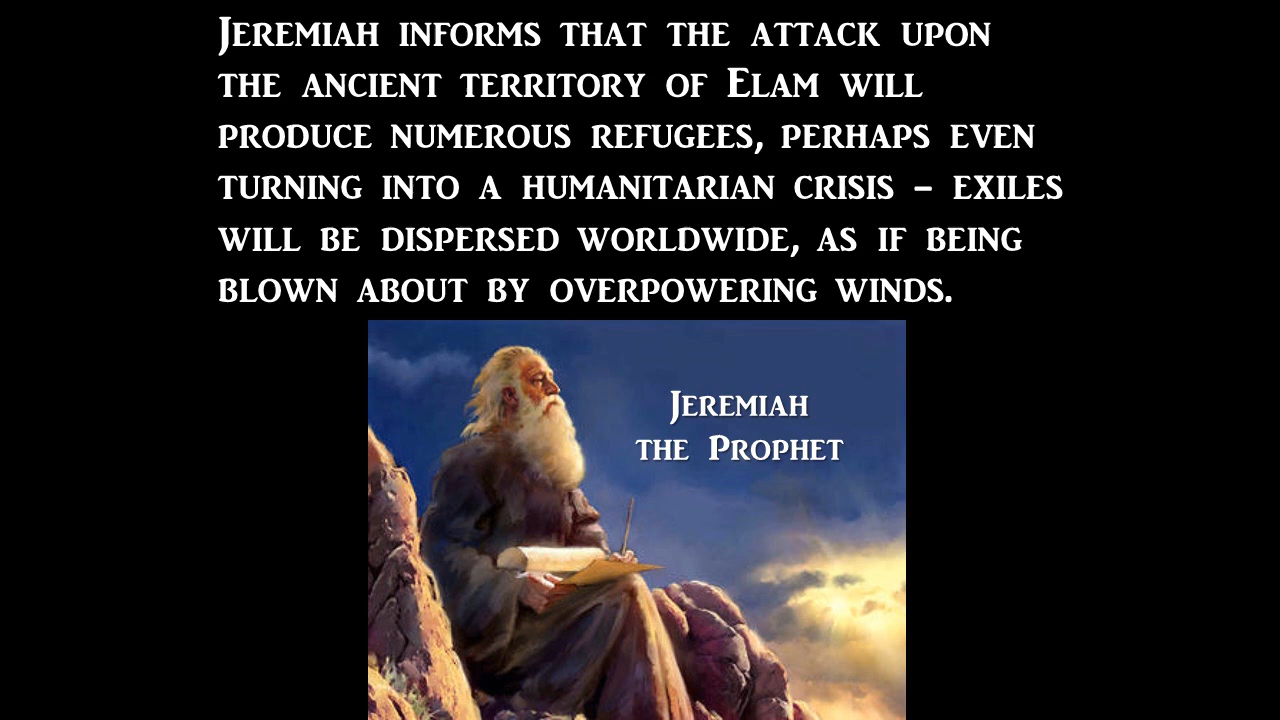 Jeremiah informs that the attack upon
the ancient territory of Elam will
produce numerous refugees, perhaps even
turning into a humanitarian crisis – exiles
will be dispersed worldwide, as if being
blown about by overpowering winds.
Jeremiah
the Prophet